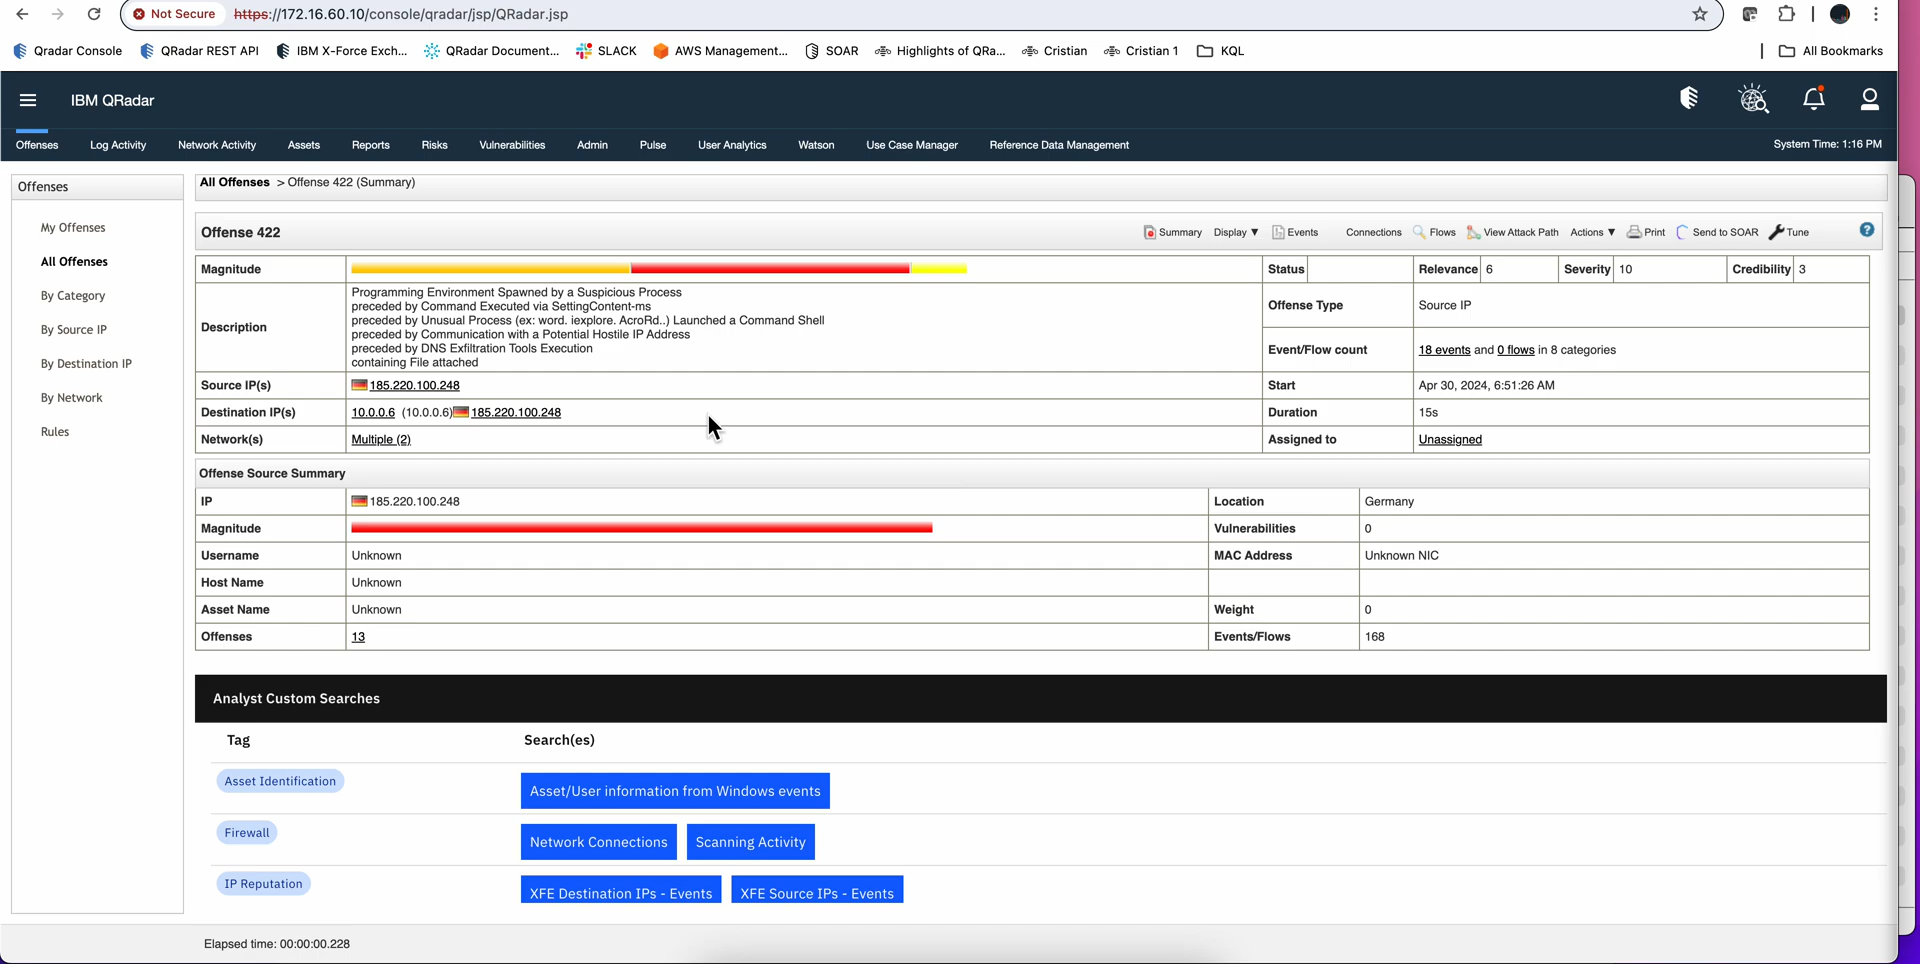 Not Secure https://172.16.60.10/console/qradar/jsp/QRadar.jsp
Qradar Console QRadar REST API IBM X-Force Exch... QRadar Document... SLACK AWS Management... SOAR Highlights of QRa... Cristian Cristian 1 KQL All Bookmarks
IBM QRadar
Offenses Log Activity Network Activity Assets Reports Risks Vulnerabilities Admin Pulse User Analytics Watson Use Case Manager Reference Data Management System Time: 1:16 PM
Offenses
My Offenses
All Offenses
By Category
By Source IP
By Destination IP
By Network
Rules
All Offenses > Offense 422 (Summary)
Offense 422 Summary Display ▼ Events Connections Flows View Attack Path Actions ▼ Print Send to SOAR Tune ?
Magnitude Status Relevance 6 Severity 10 Credibility 3
Description
Programming Environment Spawned by a Suspicious Process
preceded by Command Executed via SettingContent-ms
preceded by Unusual Process (ex: word. iexplore. AcroRd..) Launched a Command Shell
preceded by Communication with a Potential Hostile IP Address
preceded by DNS Exfiltration Tools Execution
containing File attached
Offense Type Source IP
Event/Flow count 18 events and 0 flows in 8 categories
Source IP(s) 185.220.100.248 Start Apr 30, 2024, 6:51:26 AM
Destination IP(s) 10.0.0.6 (10.0.0.6) 185.220.100.248 Duration 15s
Network(s) Multiple (2) Assigned to Unassigned
Offense Source Summary
IP 185.220.100.248 Location Germany
Magnitude Vulnerabilities 0
Username Unknown MAC Address Unknown NIC
Host Name Unknown
Asset Name Unknown Weight 0
Offenses 13 Events/Flows 168
Analyst Custom Searches
Tag Search(es)
Asset Identification Asset/User information from Windows events
Firewall Network Connections Scanning Activity
IP Reputation XFE Destination IPs - Events XFE Source IPs - Events
Elapsed time: 00:00:00.228